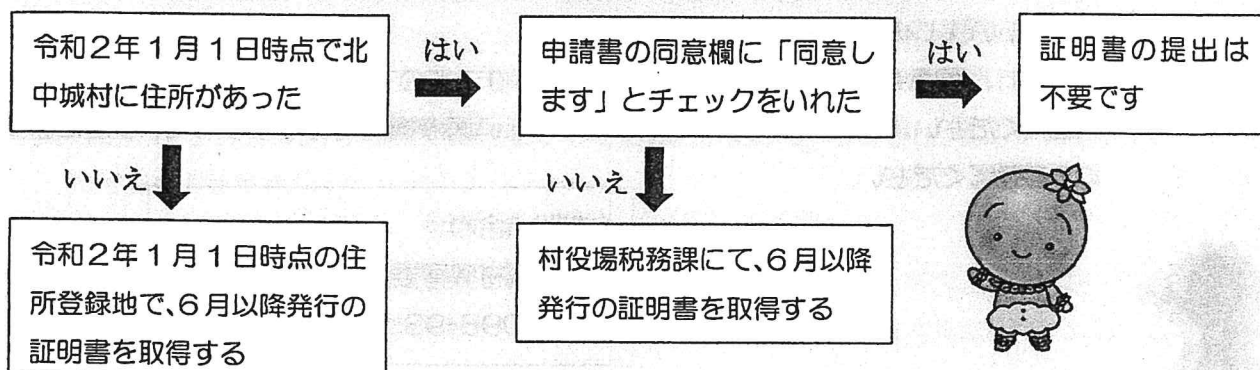 令和2年1月1日時点で北
中城村に住所があった
はい
申請書の同意欄に「同意し
ます」とチェックをいれた
はい
証明書の提出は
不要です
いいえ
いいえ
令和2年1月1日時点の住
所登録地で、6月以降発行の
証明書を取得する
村役場税務課にて、6月以降
発行の証明書を取得する